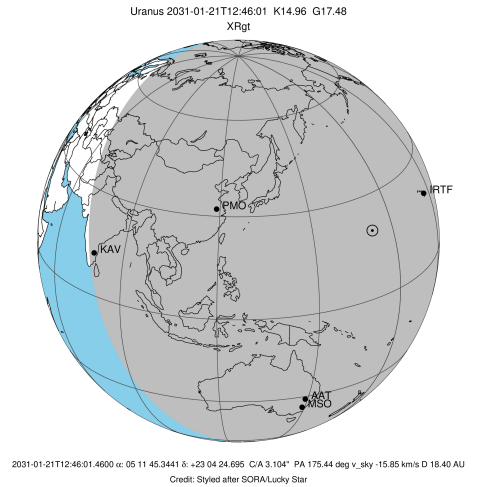 Uranus 2031-01-21T12:46:01 K14.96 G17.48
XRgt
IRTF
PMO
KAV
AAT
MSO
2031-01-21T12:46:01.4600 α: 05 11 45.3441 δ: +23 04 24.695 C/A 3.104" PA 175.44 deg v_sky -15.85 km/s D 18.40 AU
Credit: Styled after SORA/Lucky Star